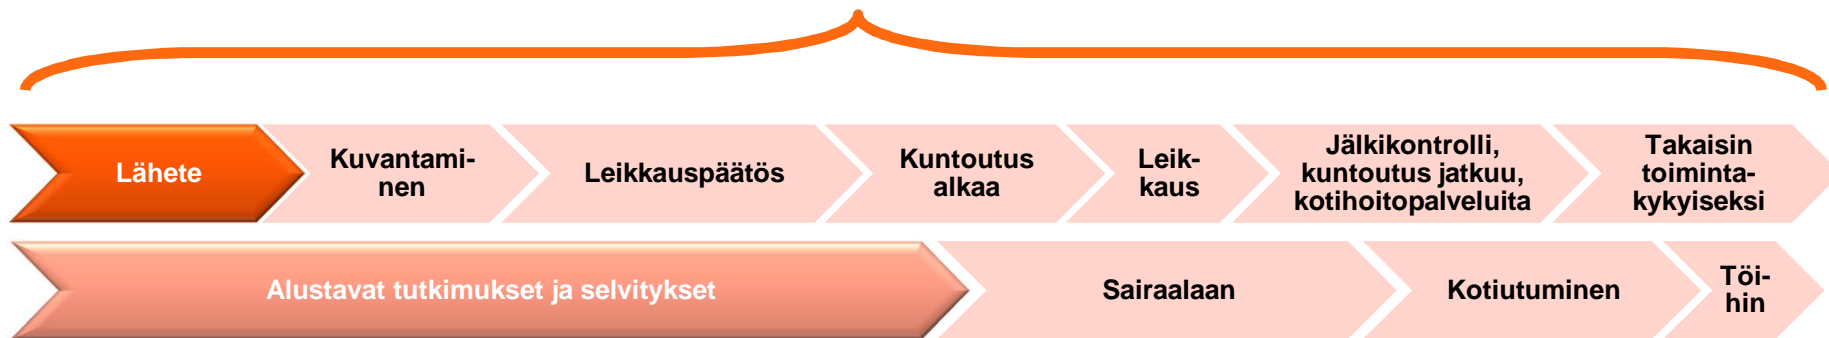 Lähete
Kuvantami-
nen
Leikkauspäätös
Kuntoutus
alkaa
Leik-
kaus
Jälkikontrolli,
kuntoutus jatkuu,
kotihoitopalveluita
Takaisin
toiminta-
kykyiseksi
Alustavat tutkimukset ja selvitykset
Sairaalaan
Kotiutuminen
Töi-
hin